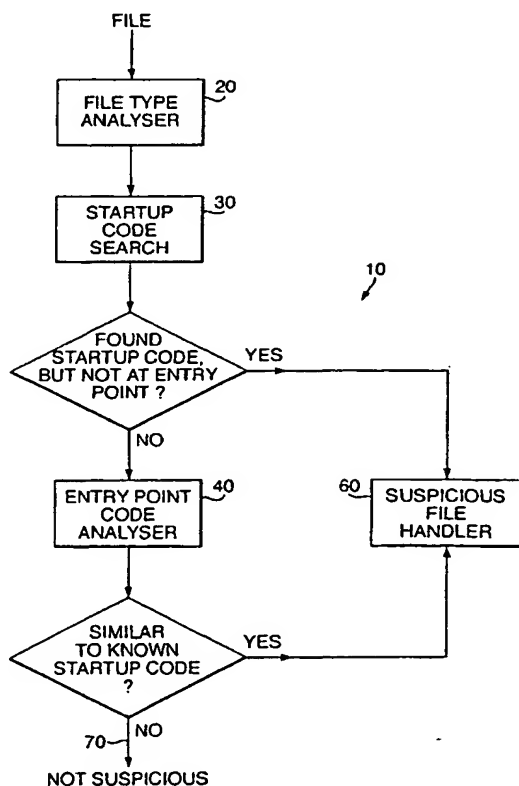 FILE
FILE TYPE
ANALYSER
20
STARTUP
CODE
SEARCH
30
10
FOUND
STARTUP CODE,
BUT NOT AT ENTRY
POINT ?
YES
NO
ENTRY POINT
CODE
ANALYSER
40
60
SUSPICIOUS
FILE
HANDLER
SIMILAR
TO KNOWN
STARTUP CODE
?
YES
70
NO
NOT SUSPICIOUS